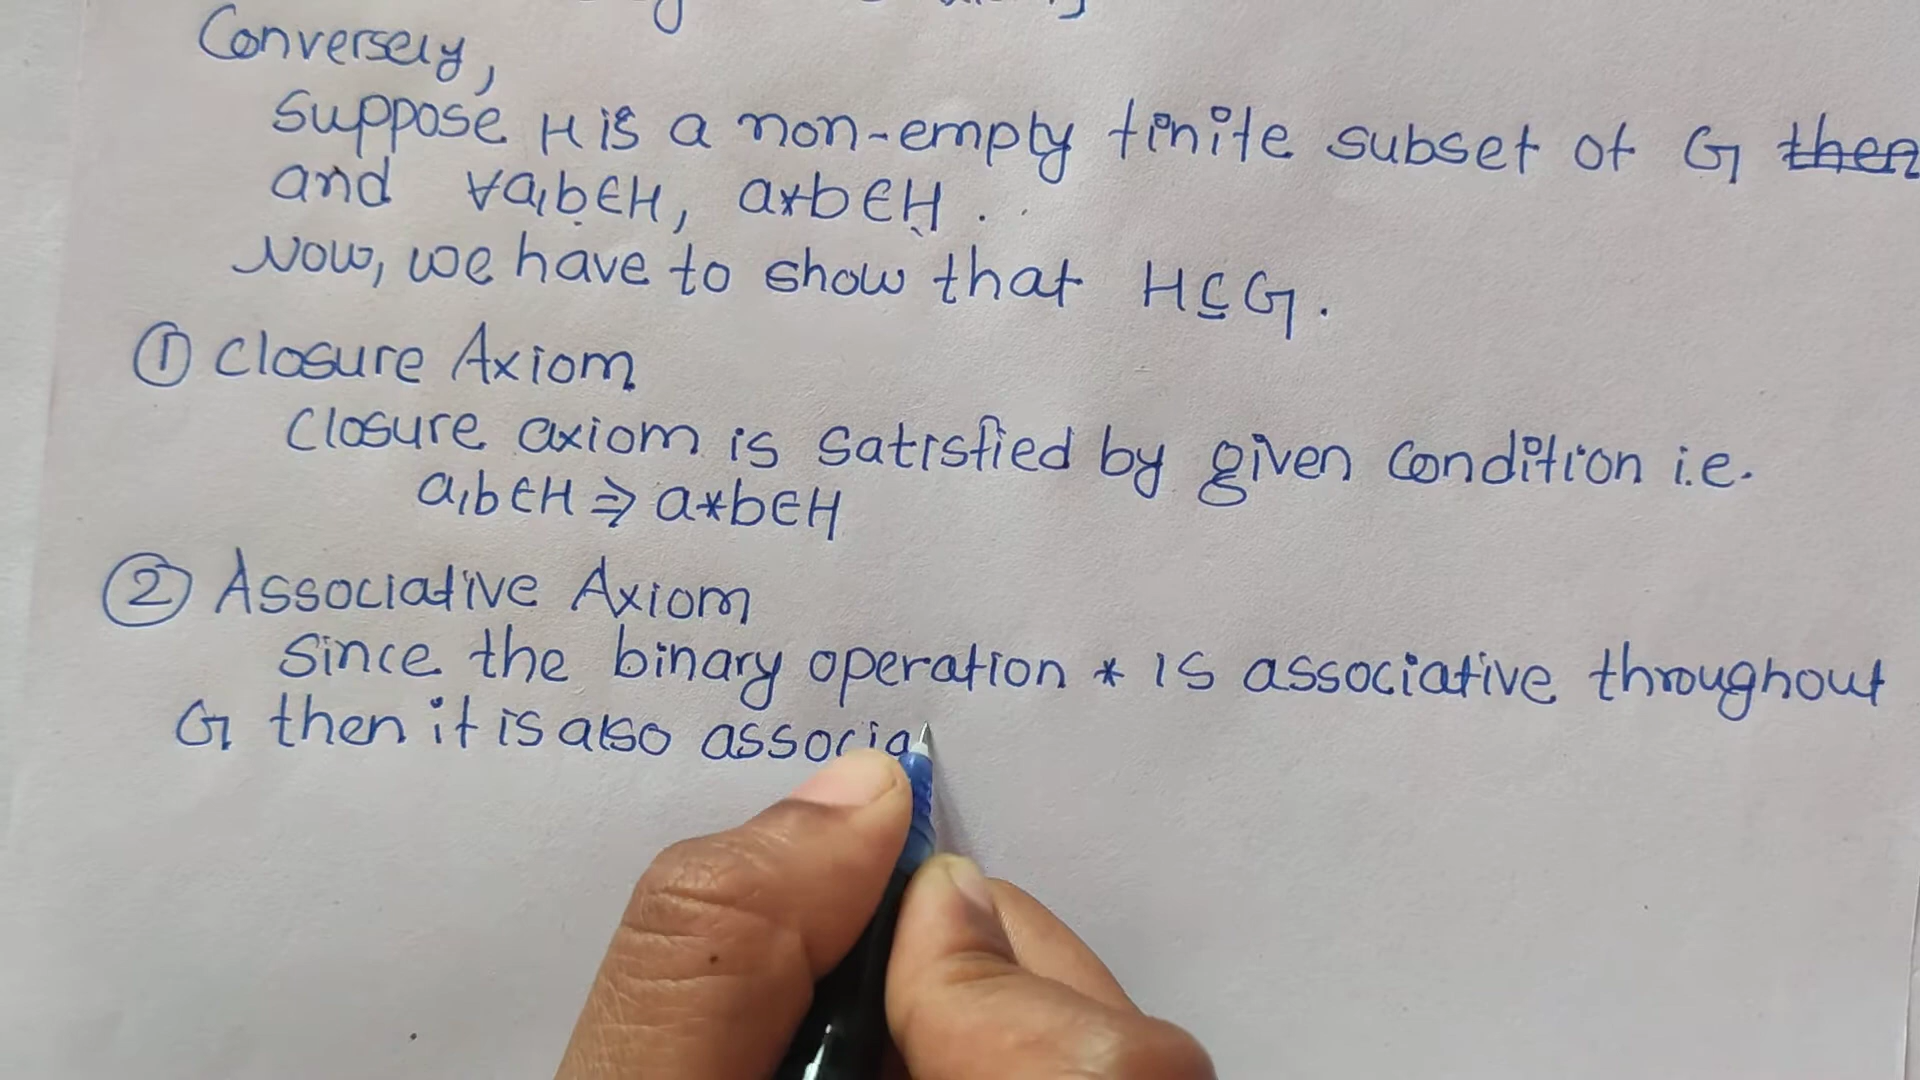 Conversely,
Suppose H is a non-empty finite subset of G then
and ∀a,b∈H, a*b∈H.
Now, we have to show that H⊆G.
① Closure Axiom
Closure axiom is satisfied by given condition i.e.
a,b∈H ⇒ a*b∈H
② Associative Axiom
Since the binary operation * is associative throughout
G then it is also associa